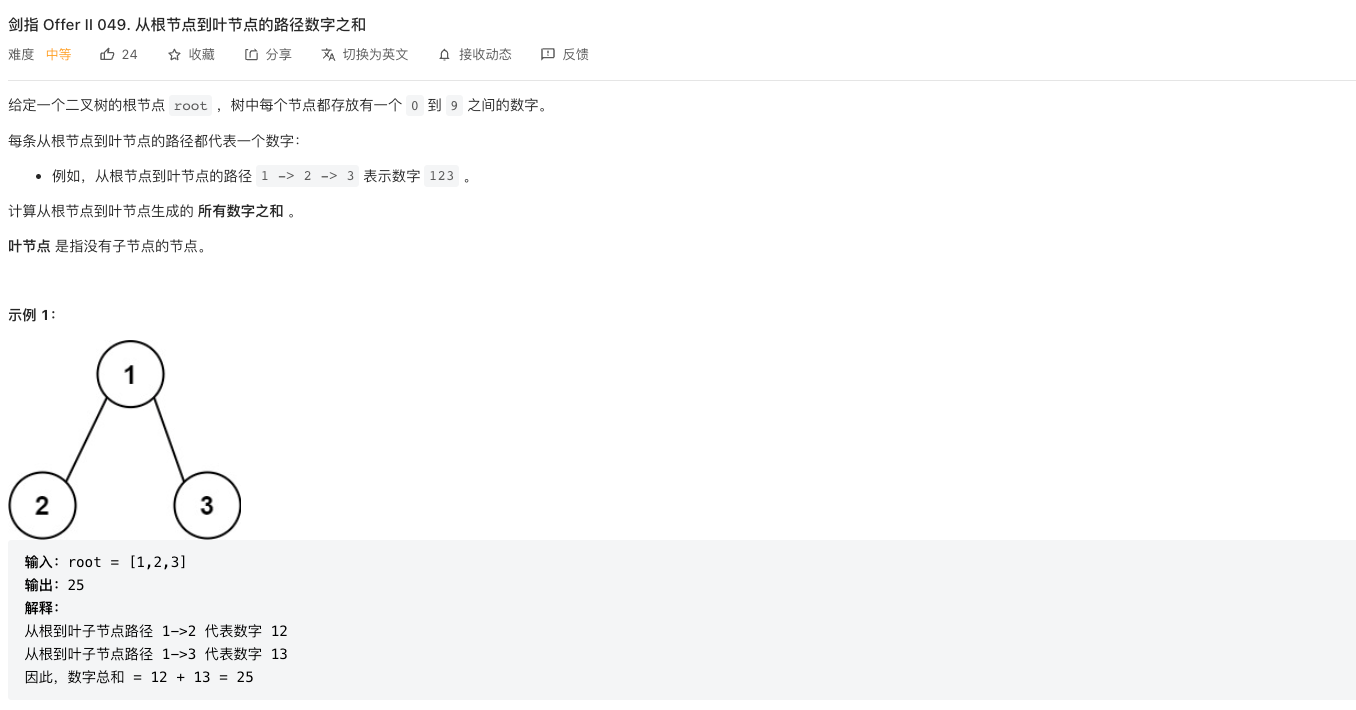 剑指 Offer II 049. 从根节点到叶节点的路径数字之和
难度 中等 24 收藏 分享 切换为英文 接收动态 反馈
给定一个二叉树的根节点 root ，树中每个节点都存放有一个 0 到 9 之间的数字。
每条从根节点到叶节点的路径都代表一个数字：
• 例如，从根节点到叶节点的路径 1 -> 2 -> 3 表示数字 123 。
计算从根节点到叶节点生成的 所有数字之和 。
叶节点 是指没有子节点的节点。
示例 1：
1
2 3
输入：root = [1,2,3]
输出：25
解释：
从根到叶子节点路径 1->2 代表数字 12
从根到叶子节点路径 1->3 代表数字 13
因此，数字总和 = 12 + 13 = 25